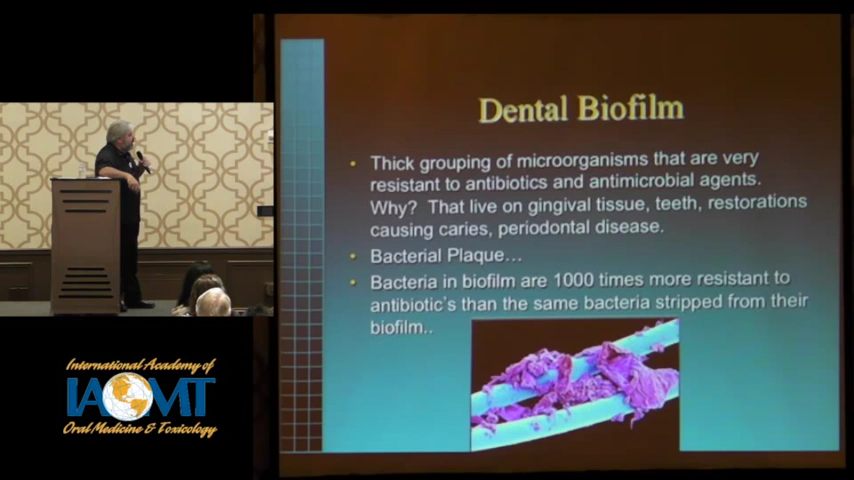 Dental Biofilm
• Thick grouping of microorganisms that are very
resistant to antibiotics and antimicrobial agents.
Why? That live on gingival tissue, teeth, restorations
causing caries, periodontal disease.
• Bacterial Plaque…
• Bacteria in biofilm are 1000 times more resistant to
antibiotic's than the same bacteria stripped from their
biofilm..
International Academy of
IAOMT
Oral Medicine & Toxicology